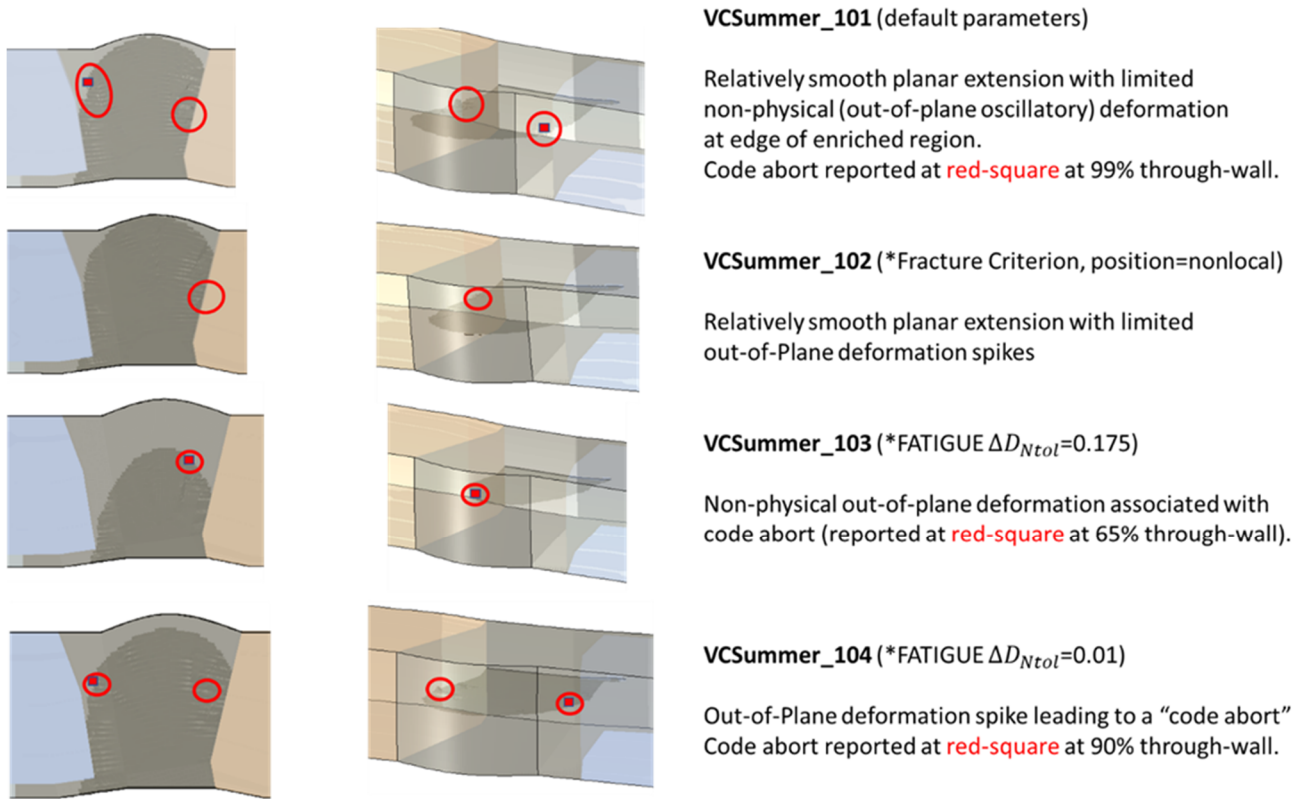 VCSummer_101 (default parameters)
Relatively smooth planar extension with limited
non-physical (out-of-plane oscillatory) deformation
at edge of enriched region.
Code abort reported at red-square at 99% through-wall.
VCSummer_102 (*Fracture Criterion, position=nonlocal)
Relatively smooth planar extension with limited
out-of-Plane deformation spikes
VCSummer_103 (*FATIGUE ΔD_Ntol=0.175)
Non-physical out-of-plane deformation associated with
code abort (reported at red-square at 65% through-wall).
VCSummer_104 (*FATIGUE ΔD_Ntol=0.01)
Out-of-Plane deformation spike leading to a “code abort”
Code abort reported at red-square at 90% through-wall.